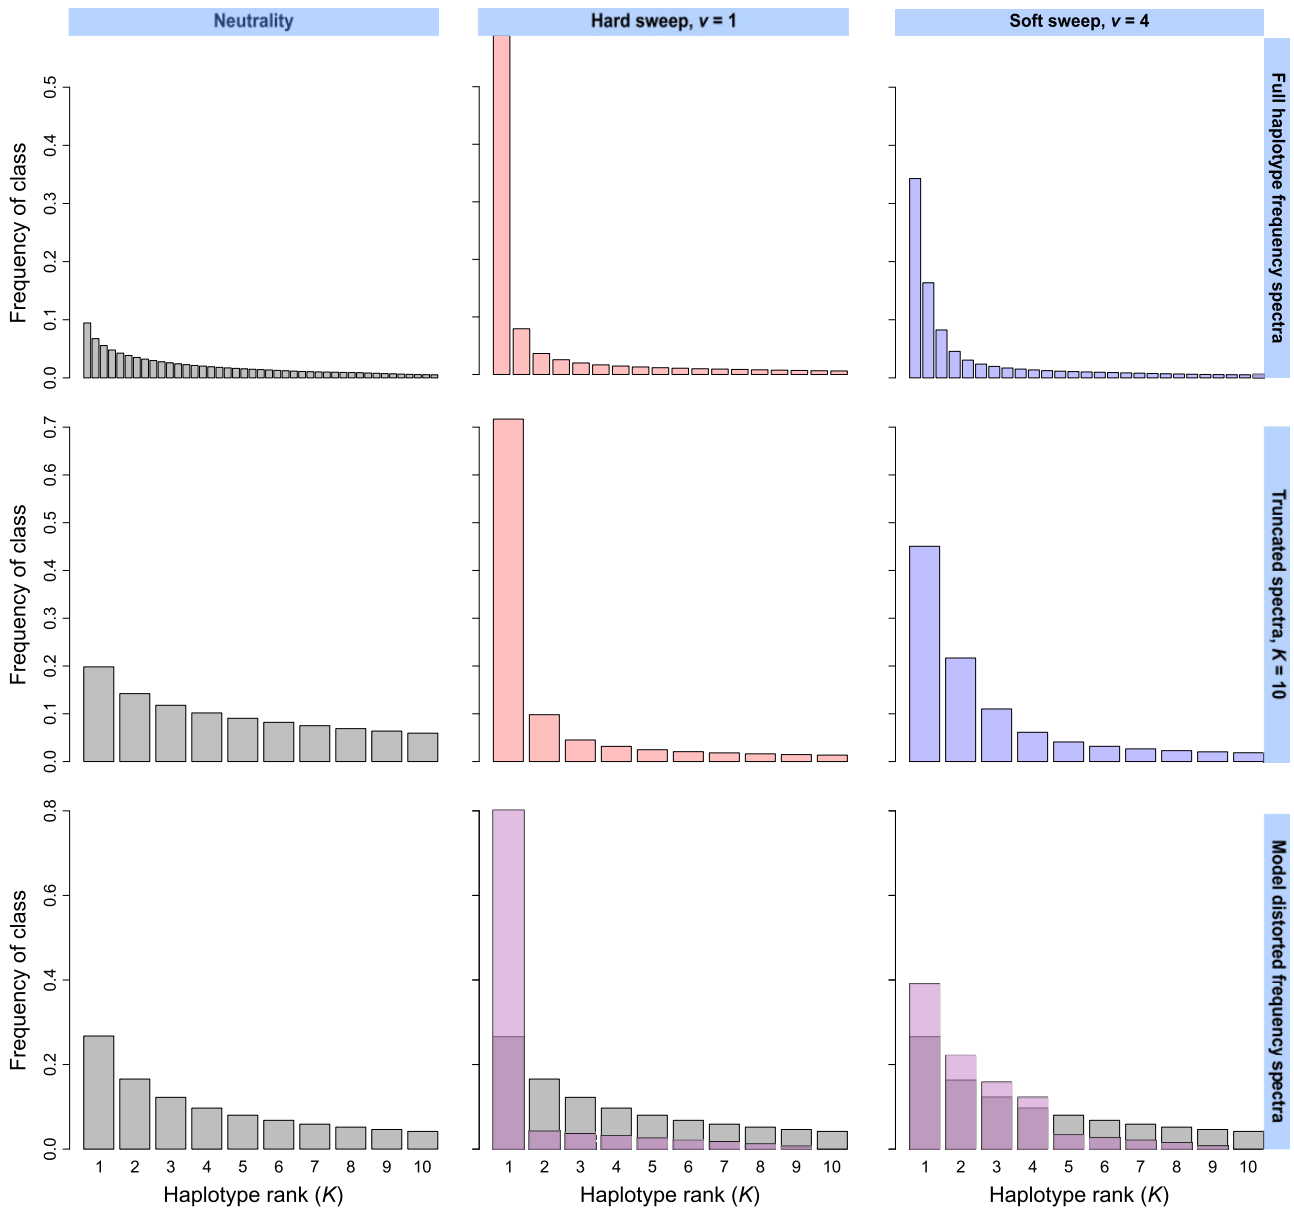 Neutrality
Hard sweep, v = 1
Soft sweep, v = 4
Frequency of class
0.0
0.1
0.2
0.3
0.4
0.5
Full haplotype frequency spectra
Frequency of class
0.0
0.1
0.2
0.3
0.4
0.5
0.6
0.7
Truncated spectra, K = 10
Frequency of class
0.0
0.2
0.4
0.6
0.8
Model distorted frequency spectra
1 2 3 4 5 6 7 8 9 10
1 2 3 4 5 6 7 8 9 10
1 2 3 4 5 6 7 8 9 10
Haplotype rank (K)
Haplotype rank (K)
Haplotype rank (K)